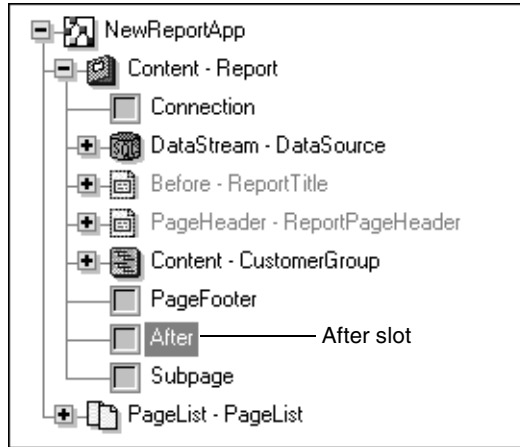 NewReportApp
Content - Report
Connection
SQL
DataStream - DataSource
Before - ReportTitle
PageHeader - ReportPageHeader
Content - CustomerGroup
PageFooter
After After slot
Subpage
PageList - PageList